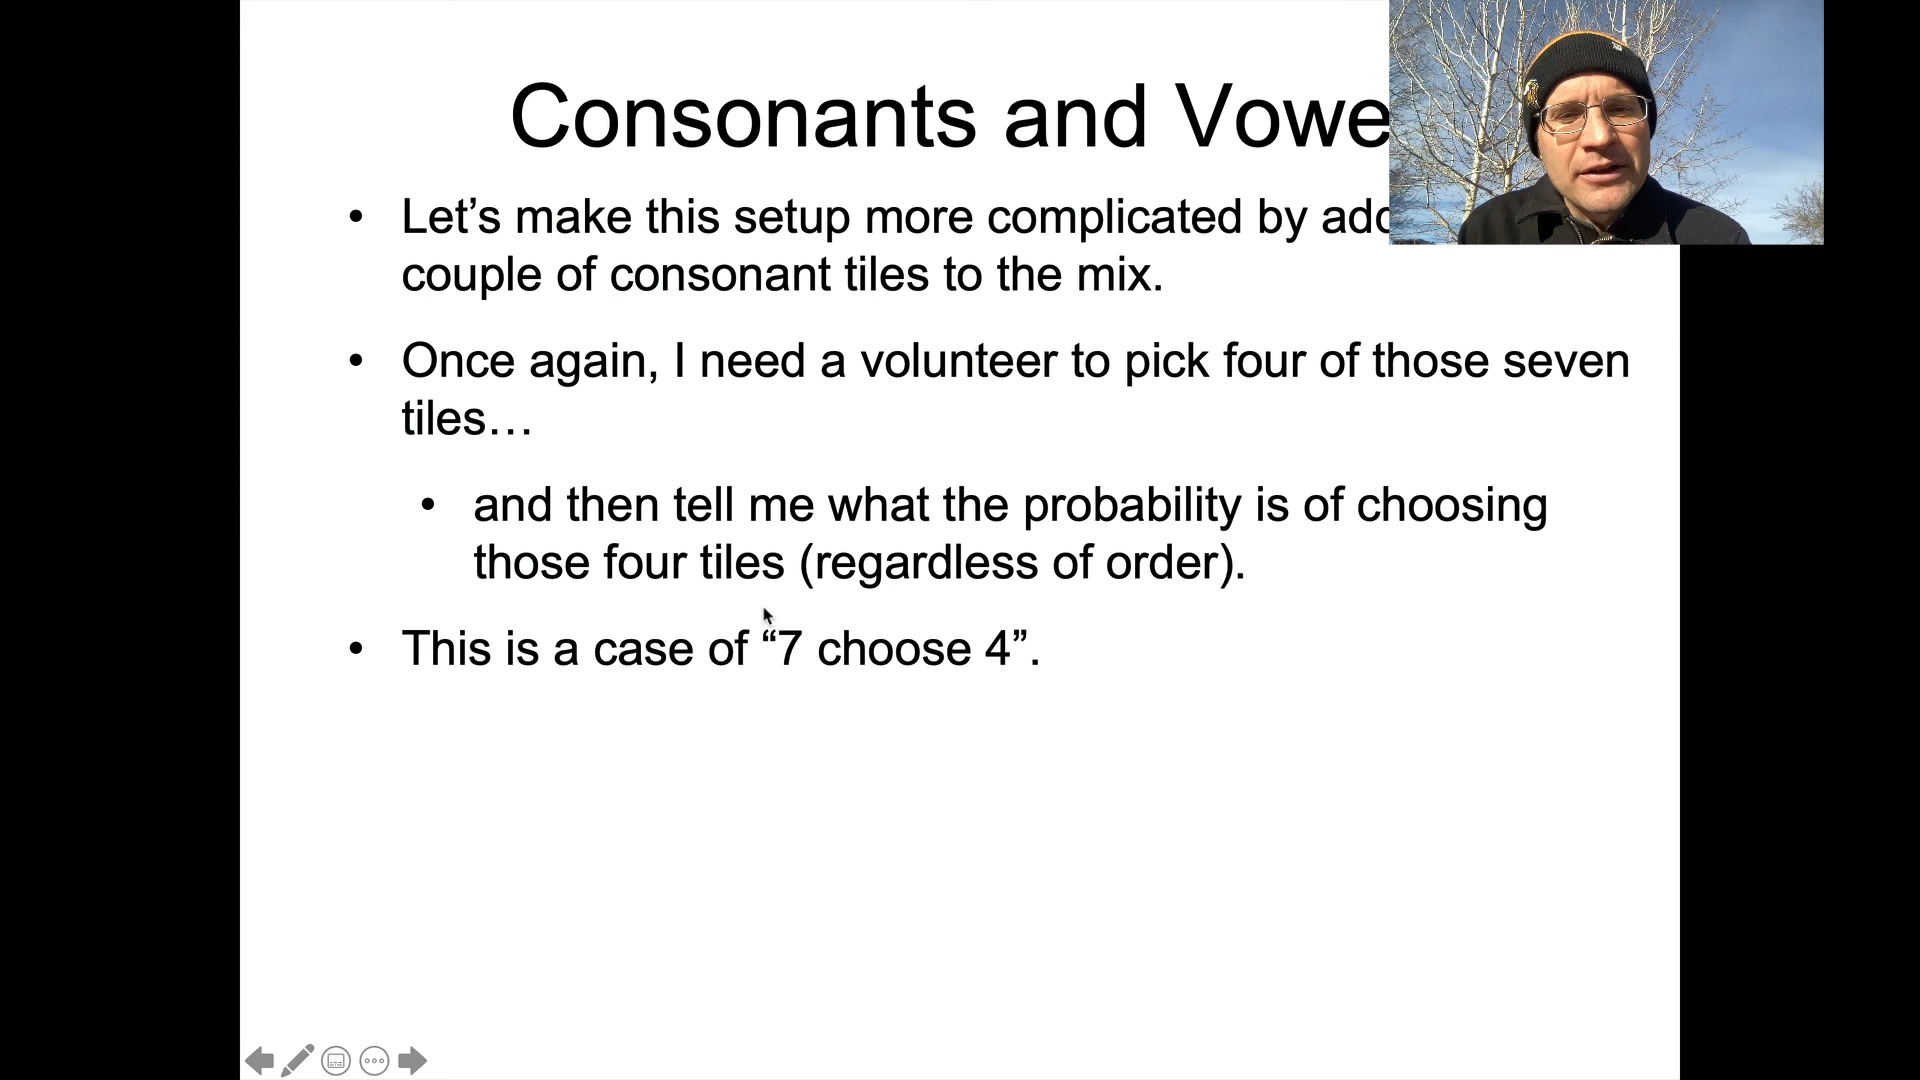 Consonants and Vowe
Let’s make this setup more complicated by add
couple of consonant tiles to the mix.
Once again, I need a volunteer to pick four of those seven
tiles…
and then tell me what the probability is of choosing
those four tiles (regardless of order).
This is a case of “7 choose 4”.